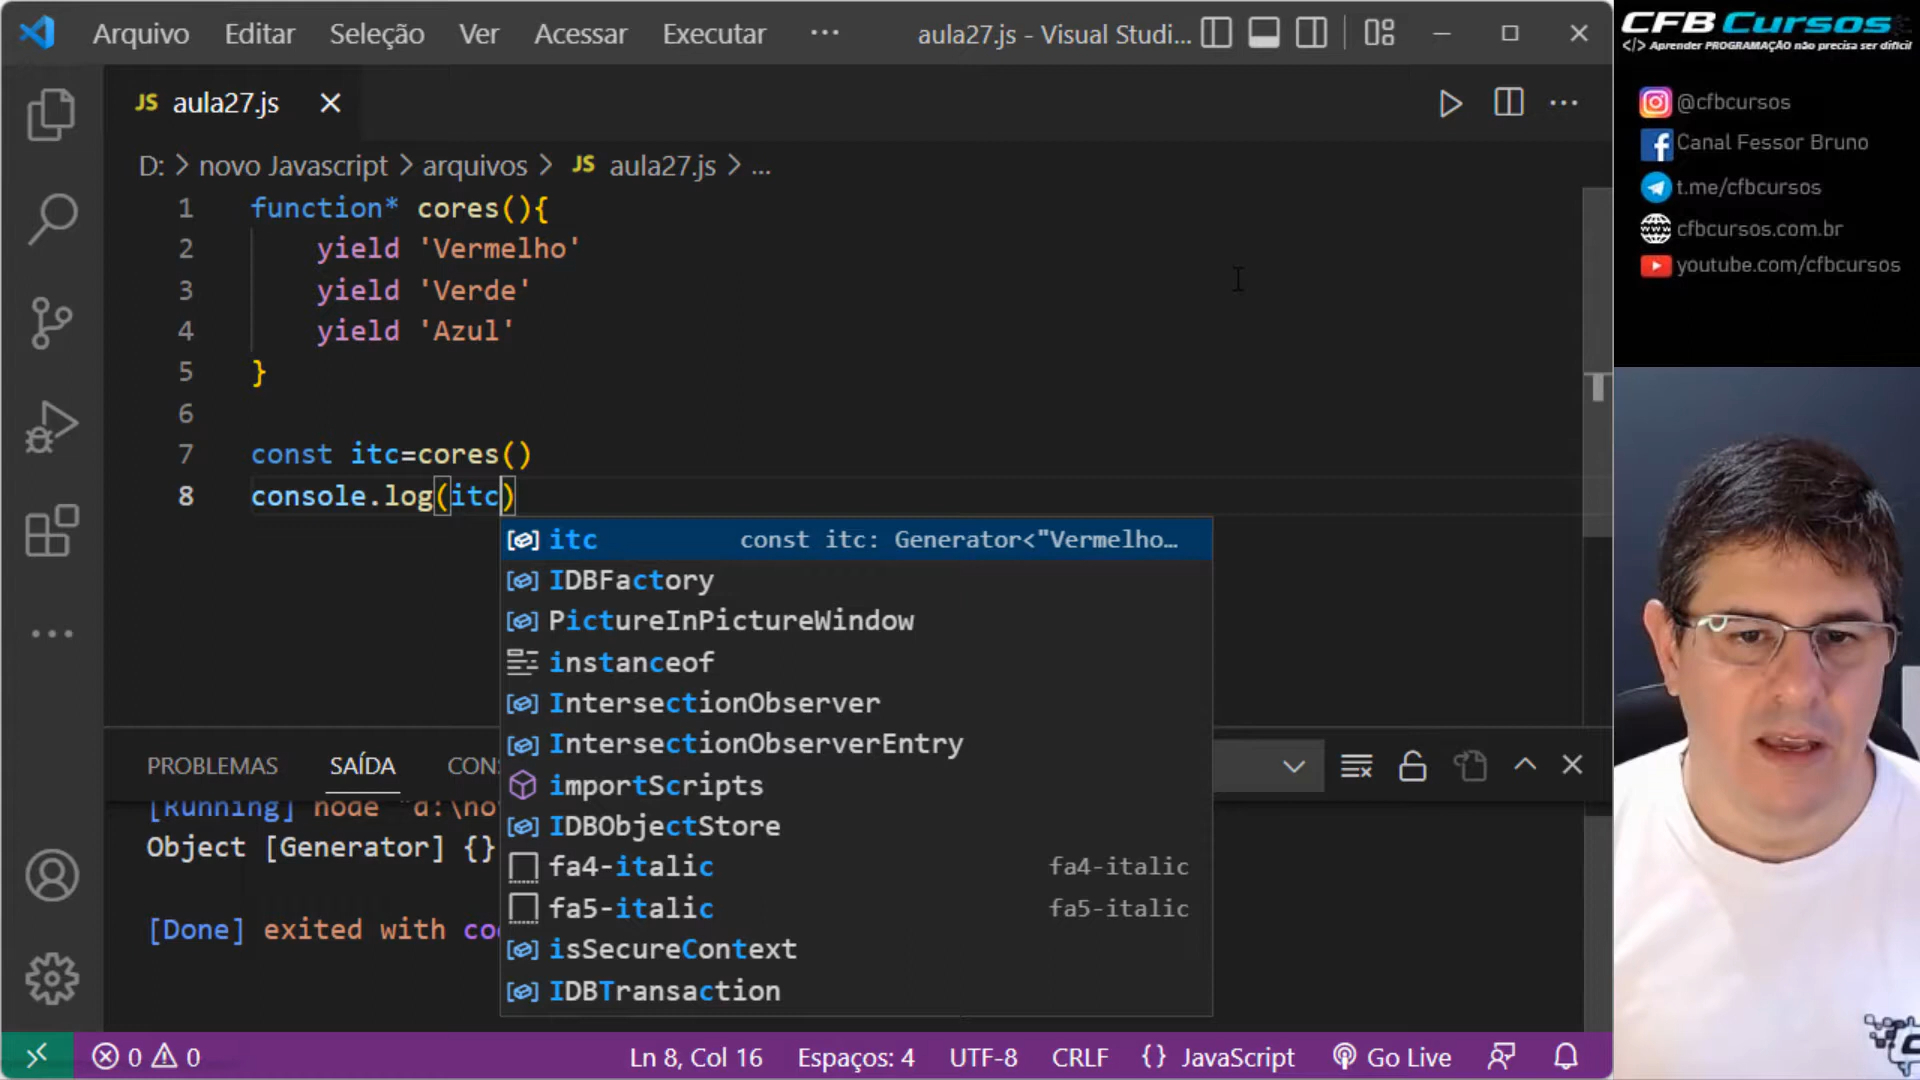 Arquivo Editar Seleção Ver Acessar Executar ··· aula27.js - Visual Studi...
JS aula27.js
D: > novo Javascript > arquivos > JS aula27.js > ...
1 function* cores(){
2 yield 'Vermelho'
3 yield 'Verde'
4 yield 'Azul'
5 }
6
7 const itc=cores()
8 console.log(itc)
itc const itc: Generator<"Vermelho…
IDBFactory
PictureInPictureWindow
instanceof
IntersectionObserver
IntersectionObserverEntry
importScripts
IDBObjectStore
fa4-italic fa4-italic
fa5-italic fa5-italic
isSecureContext
IDBTransaction
PROBLEMAS SAÍDA CONS
[Running] node "d:\no
Object [Generator] {}
[Done] exited with co
0 0 Ln 8, Col 16 Espaços: 4 UTF-8 CRLF {} JavaScript Go Live
CFB Cursos
</> Aprender PROGRAMAÇÃO não precisa ser difícil
@cfbcursos
Canal Fessor Bruno
t.me/cfbcursos
cfbcursos.com.br
youtube.com/cfbcursos